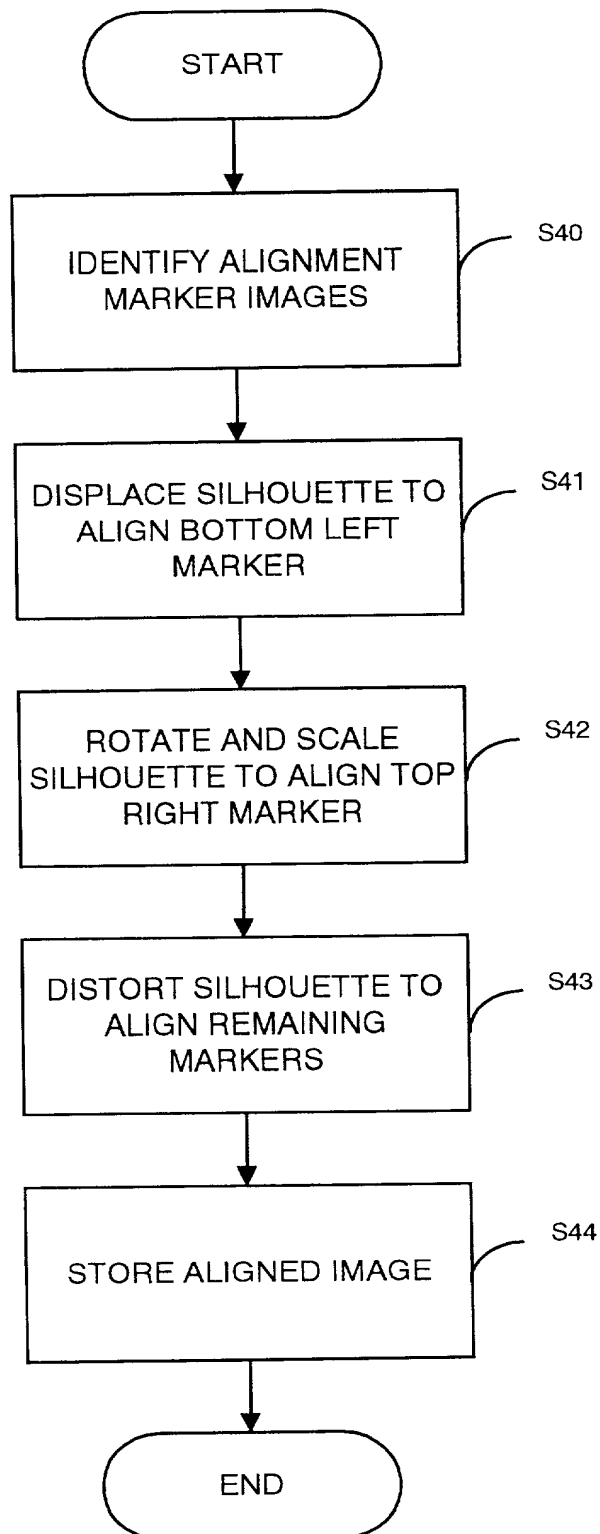 START
IDENTIFY ALIGNMENT
MARKER IMAGES
S40
DISPLACE SILHOUETTE TO
ALIGN BOTTOM LEFT
MARKER
S41
ROTATE AND SCALE
SILHOUETTE TO ALIGN TOP
RIGHT MARKER
S42
DISTORT SILHOUETTE TO
ALIGN REMAINING
MARKERS
S43
STORE ALIGNED IMAGE
S44
END